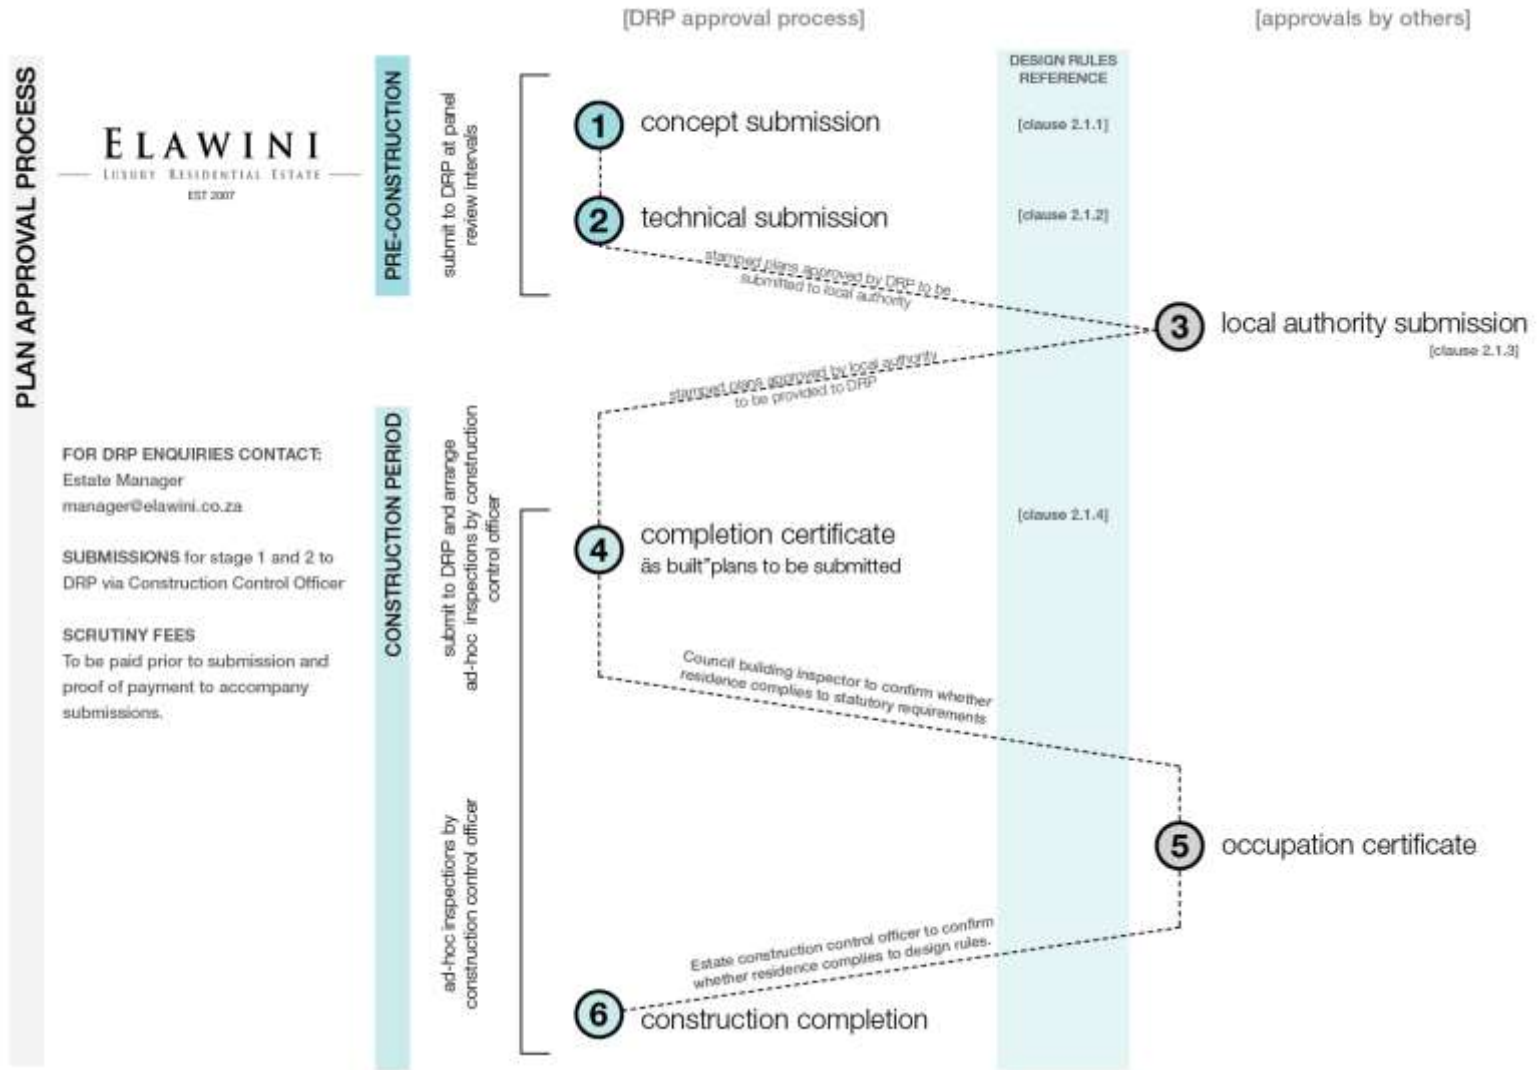 [DRP approval process]
[approvals by others]
PLAN APPROVAL PROCESS
ELAWINI
LUXURY RESIDENTIAL ESTATE
EST 2007
PRE-CONSTRUCTION
submit to DRP at panel
review intervals
DESIGN RULES
REFERENCE
1 concept submission
[clause 2.1.1]
2 technical submission
[clause 2.1.2]
stamped plans approved by DRP to be
submitted to local authority
3 local authority submission
[clause 2.1.3]
stamped plans approved by local authority
to be provided to DRP
FOR DRP ENQUIRIES CONTACT:
Estate Manager
manager@elawini.co.za
SUBMISSIONS for stage 1 and 2 to
DRP via Construction Control Officer
SCRUTINY FEES
To be paid prior to submission and
proof of payment to accompany
submissions.
CONSTRUCTION PERIOD
submit to DRP and arrange
ad-hoc inspections by construction
control officer
4 completion certificate
äs built"plans to be submitted
[clause 2.1.4]
Council building inspector to confirm whether
residence complies to statutory requirements
5 occupation certificate
ad-hoc inspections by
construction control officer
Estate construction control officer to confirm
whether residence complies to design rules.
6 construction completion